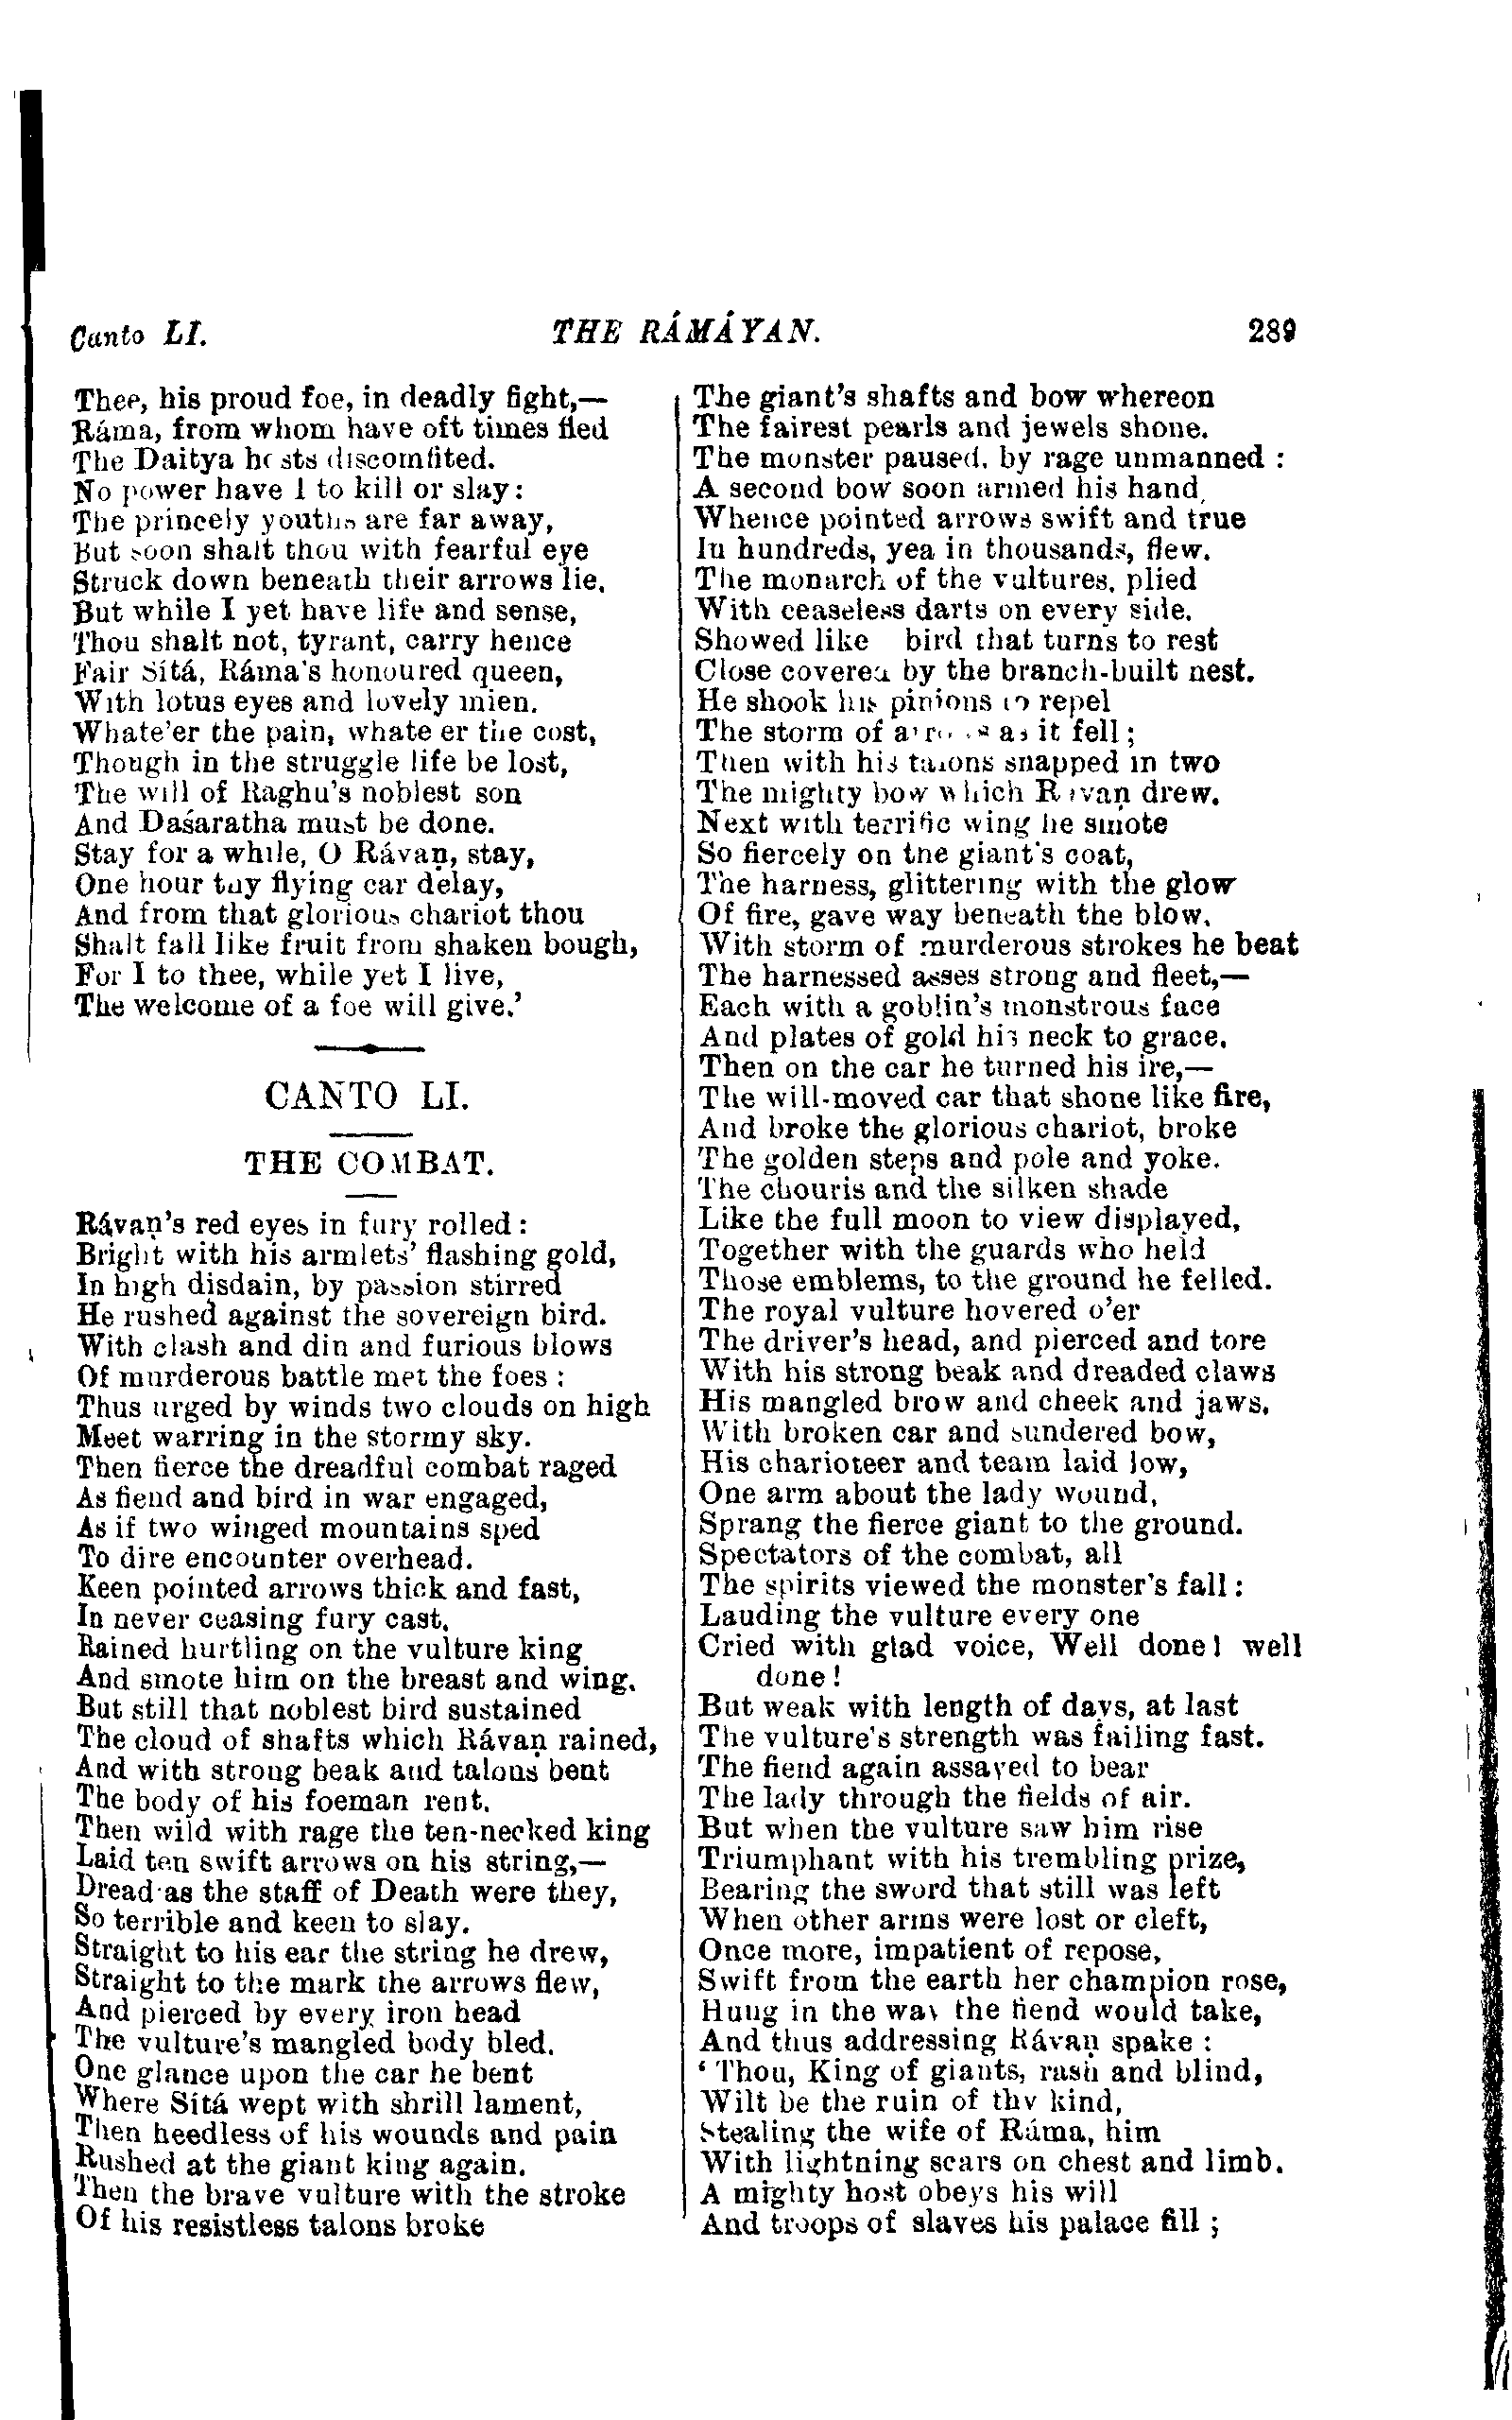 Canto LI. THE RÁMÁYAN. 289
Thee, his proud foe, in deadly fight,—
Ráma, from whom have oft times fled
The Daitya hosts discomfited.
No power have I to kill or slay:
The princely youths are far away,
But soon shalt thou with fearful eye
Struck down beneath their arrows lie.
But while I yet have life and sense,
Thou shalt not, tyrant, carry hence
Fair Sítá, Ráma's honoured queen,
With lotus eyes and lovely mien.
Whate'er the pain, whate'er the cost,
Though in the struggle life be lost,
The will of Raghu's noblest son
And Daśaratha must be done.
Stay for a while, O Rávaṇ, stay,
One hour thy flying car delay,
And from that glorious chariot thou
Shalt fall like fruit from shaken bough,
For I to thee, while yet I live,
The welcome of a foe will give.'
CANTO LI.
THE COMBAT.
Rávaṇ's red eyes in fury rolled:
Bright with his armlets' flashing gold,
In high disdain, by passion stirred
He rushed against the sovereign bird.
With clash and din and furious blows
Of murderous battle met the foes:
Thus urged by winds two clouds on high
Meet warring in the stormy sky.
Then fierce the dreadful combat raged
As fiend and bird in war engaged,
As if two winged mountains sped
To dire encounter overhead.
Keen pointed arrows thick and fast,
In never ceasing fury cast,
Rained hurtling on the vulture king
And smote him on the breast and wing.
But still that noblest bird sustained
The cloud of shafts which Rávaṇ rained,
And with strong beak and talons bent
The body of his foeman rent.
Then wild with rage the ten-necked king
Laid ten swift arrows on his string,—
Dread as the staff of Death were they,
So terrible and keen to slay.
Straight to his ear the string he drew,
Straight to the mark the arrows flew,
And pierced by every iron head
The vulture's mangled body bled.
One glance upon the car he bent
Where Sítá wept with shrill lament,
Then heedless of his wounds and pain
Rushed at the giant king again.
Then the brave vulture with the stroke
Of his resistless talons broke
The giant's shafts and bow whereon
The fairest pearls and jewels shone.
The monster paused, by rage unmanned:
A second bow soon armed his hand,
Whence pointed arrows swift and true
In hundreds, yea in thousands, flew.
The monarch of the vultures, plied
With ceaseless darts on every side,
Showed like bird that turns to rest
Close covered by the branch-built nest.
He shook his pinions to repel
The storm of arrows as it fell;
Then with his talons snapped in two
The mighty bow which Rávaṇ drew.
Next with terrific wing he smote
So fiercely on the giant's coat,
The harness, glittering with the glow
Of fire, gave way beneath the blow.
With storm of murderous strokes he beat
The harnessed asses strong and fleet,—
Each with a goblin's monstrous face
And plates of gold his neck to grace.
Then on the car he turned his ire,—
The will-moved car that shone like fire,
And broke the glorious chariot, broke
The golden steps and pole and yoke.
The chouris and the silken shade
Like the full moon to view displayed,
Together with the guards who held
Those emblems, to the ground he felled.
The royal vulture hovered o'er
The driver's head, and pierced and tore
With his strong beak and dreaded claws
His mangled brow and cheek and jaws.
With broken car and sundered bow,
His charioteer and team laid low,
One arm about the lady wound,
Sprang the fierce giant to the ground.
Spectators of the combat, all
The spirits viewed the monster's fall:
Lauding the vulture every one
Cried with glad voice, Well done! well
done!
But weak with length of days, at last
The vulture's strength was failing fast.
The fiend again assayed to bear
The lady through the fields of air.
But when the vulture saw him rise
Triumphant with his trembling prize,
Bearing the sword that still was left
When other arms were lost or cleft,
Once more, impatient of repose,
Swift from the earth her champion rose,
Hung in the way the fiend would take,
And thus addressing Rávaṇ spake:
'Thou, King of giants, rash and blind,
Wilt be the ruin of thy kind,
Stealing the wife of Ráma, him
With lightning scars on chest and limb.
A mighty host obeys his will
And troops of slaves his palace fill;